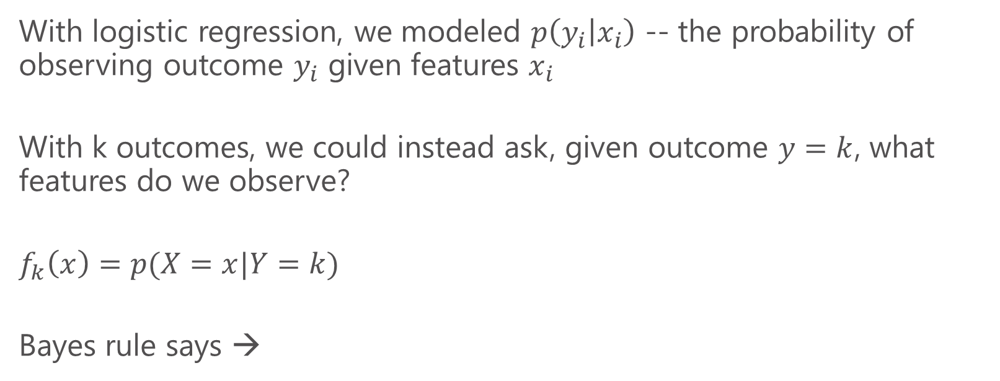 With logistic regression, we modeled $p(y_i|x_i)$ -- the probability of
observing outcome $y_i$ given features $x_i$
With k outcomes, we could instead ask, given outcome $y = k$, what
features do we observe?
$f_k(x) = p(X = x|Y = k)$
Bayes rule says →